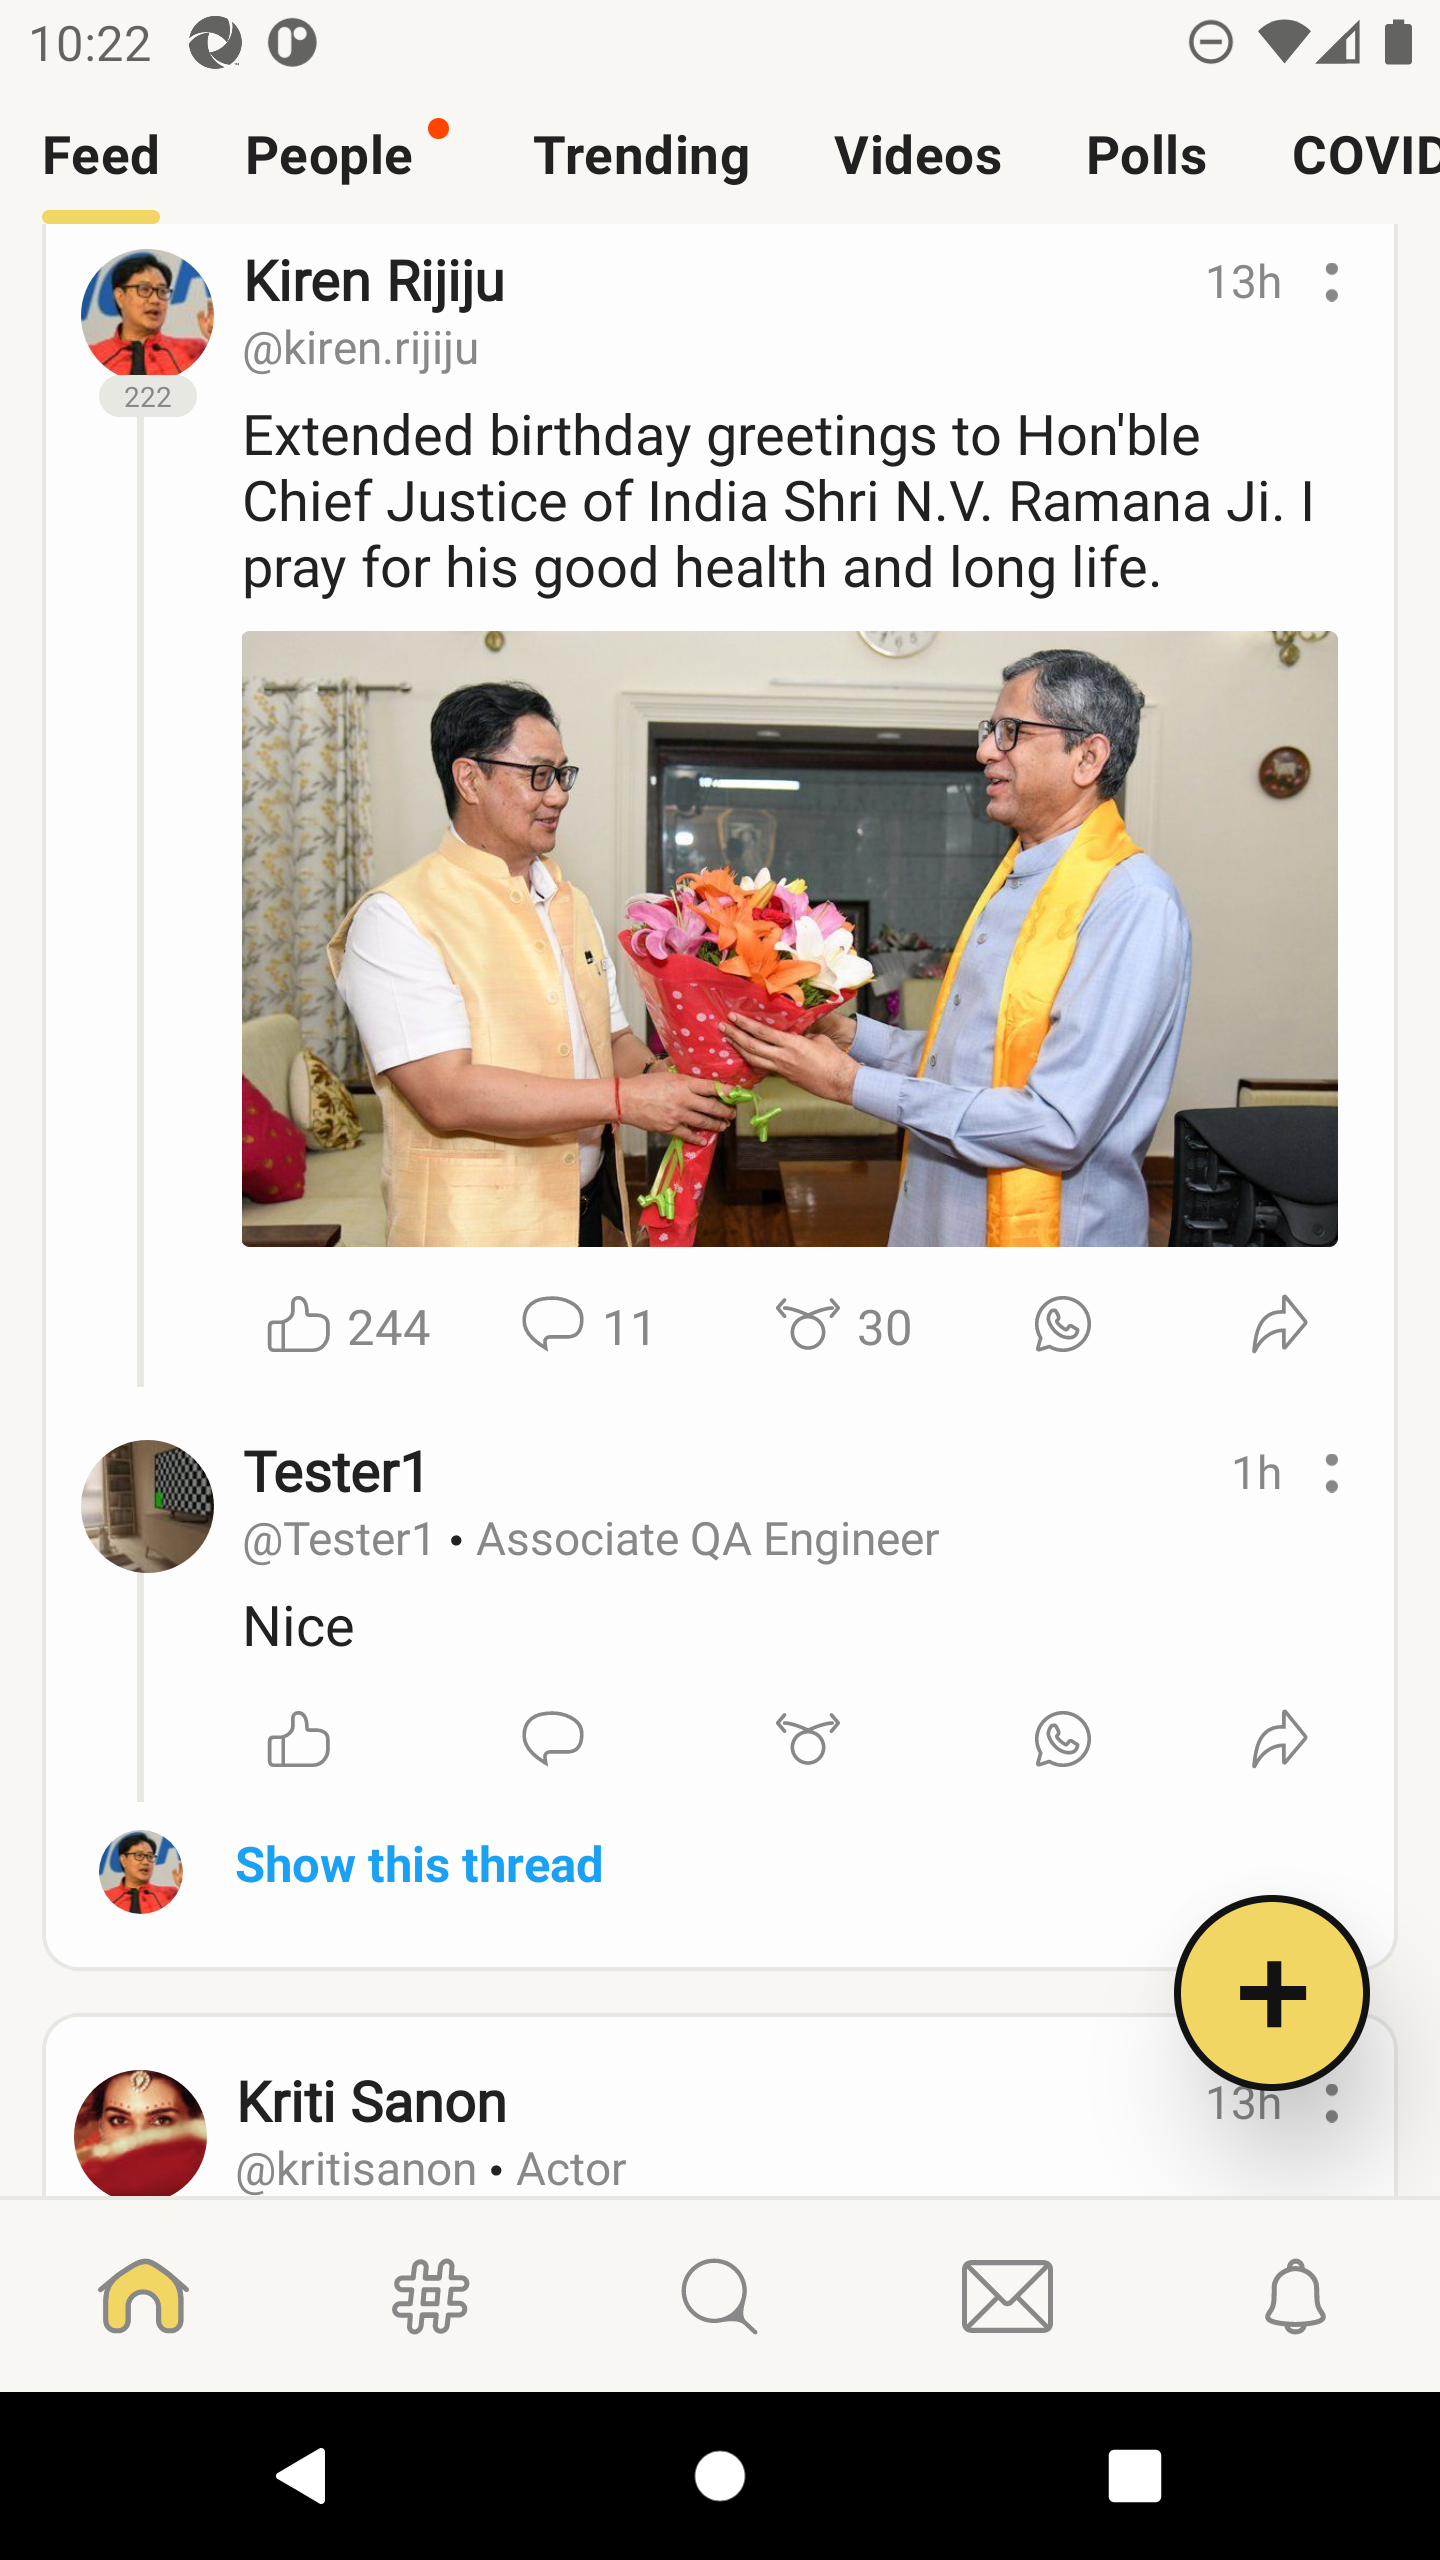 10:22
Feed People Trending Videos Polls COVID
Kiren Rijiju 13h
@kiren.rijiju
222
Extended birthday greetings to Hon'ble
Chief Justice of India Shri N.V. Ramana Ji. I
pray for his good health and long life.
244 11 30
Tester1 1h
@Tester1 • Associate QA Engineer
Nice
Show this thread
Kriti Sanon 13h
@kritisanon • Actor